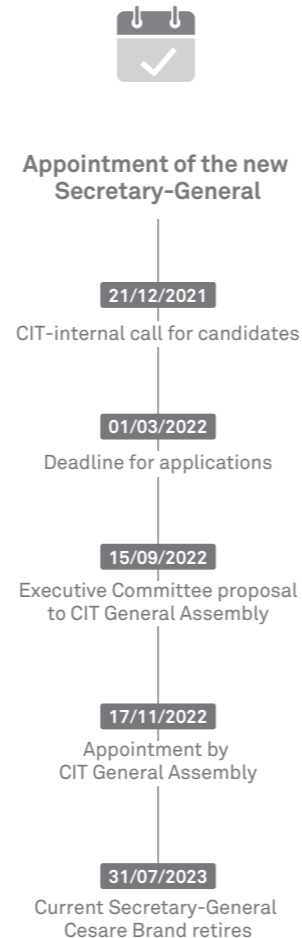 Appointment of the new
Secretary-General
21/12/2021
CIT-internal call for candidates
01/03/2022
Deadline for applications
15/09/2022
Executive Committee proposal
to CIT General Assembly
17/11/2022
Appointment by
CIT General Assembly
31/07/2023
Current Secretary-General
Cesare Brand retires